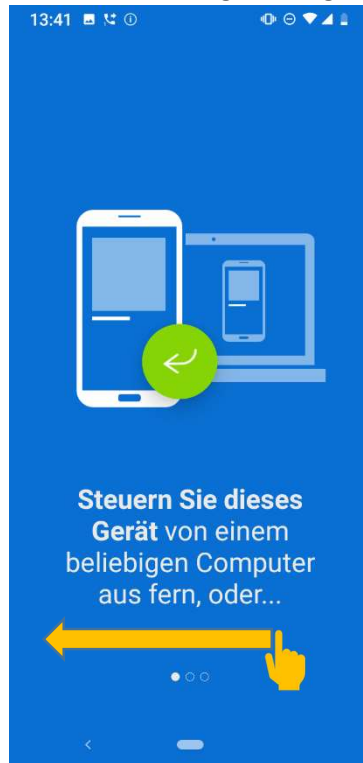 13:41
Steuern Sie dieses
Gerät von einem
beliebigen Computer
aus fern, oder...